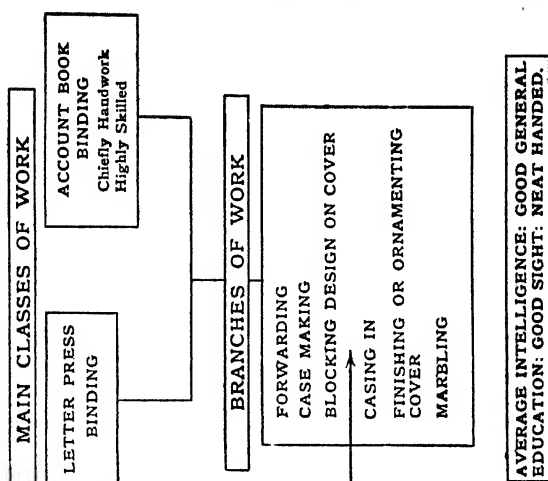 MAIN CLASSES OF WORK
LETTER PRESS
BINDING
ACCOUNT BOOK
BINDING
Chiefly Handwork
Highly Skilled
BRANCHES OF WORK
FORWARDING
CASE MAKING
BLOCKING DESIGN ON COVER
CASING IN
FINISHING OR ORNAMENTING
COVER
MARBLING
AVERAGE INTELLIGENCE: GOOD GENERAL
EDUCATION: GOOD SIGHT: NEAT HANDED.